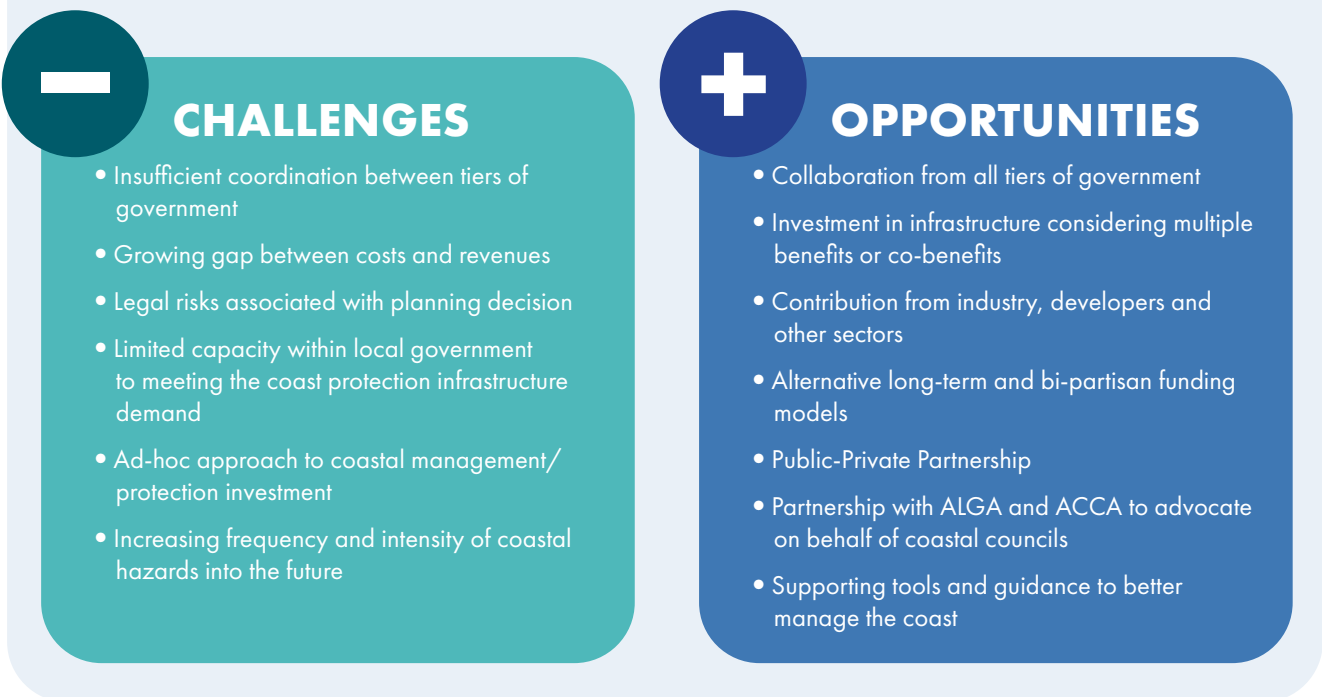 CHALLENGES
• Insufficient coordination between tiers of
government
• Growing gap between costs and revenues
• Legal risks associated with planning decision
• Limited capacity within local government
to meeting the coast protection infrastructure
demand
• Ad-hoc approach to coastal management/
protection investment
• Increasing frequency and intensity of coastal
hazards into the future
OPPORTUNITIES
• Collaboration from all tiers of government
• Investment in infrastructure considering multiple
benefits or co-benefits
• Contribution from industry, developers and
other sectors
• Alternative long-term and bi-partisan funding
models
• Public-Private Partnership
• Partnership with ALGA and ACCA to advocate
on behalf of coastal councils
• Supporting tools and guidance to better
manage the coast